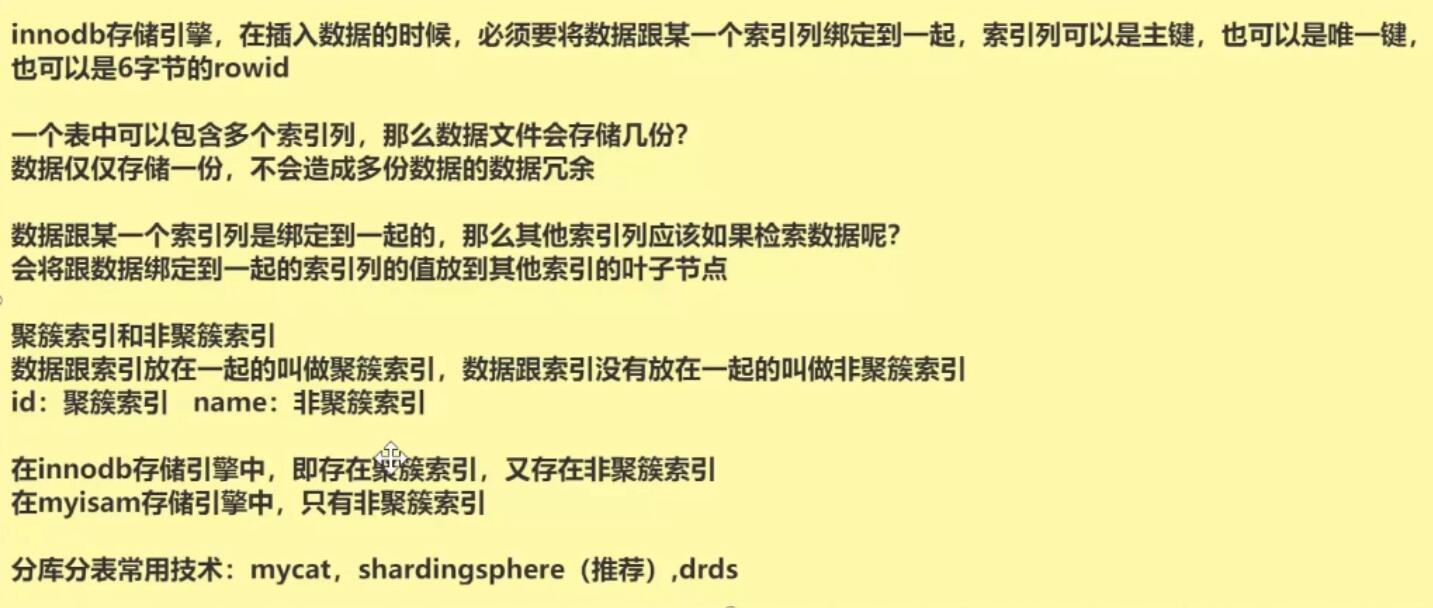 innodb存储引擎，在插入数据的时候，必须要将数据跟某一个索引列绑定到一起，索引列可以是主键，也可以是唯一键，
也可以是6字节的rowid
一个表中可以包含多个索引列，那么数据文件会存储几份？
数据仅仅存储一份，不会造成多份数据的数据冗余
数据跟某一个索引列是绑定到一起的，那么其他索引列应该如果检索数据呢？
会将跟数据绑定到一起的索引列的值放到其他索引的叶子节点
聚簇索引和非聚簇索引
数据跟索引放在一起的叫做聚簇索引，数据跟索引没有放在一起的叫做非聚簇索引
id：聚簇索引 name：非聚簇索引
在innodb存储引擎中，即存在聚簇索引，又存在非聚簇索引
在myisam存储引擎中，只有非聚簇索引
分库分表常用技术：mycat，shardingsphere（推荐）,drds